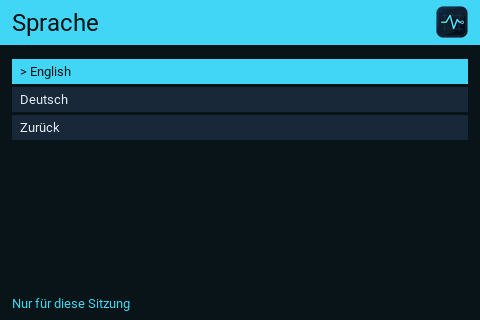 Sprache
> English
Deutsch
Zurück
Nur für diese Sitzung